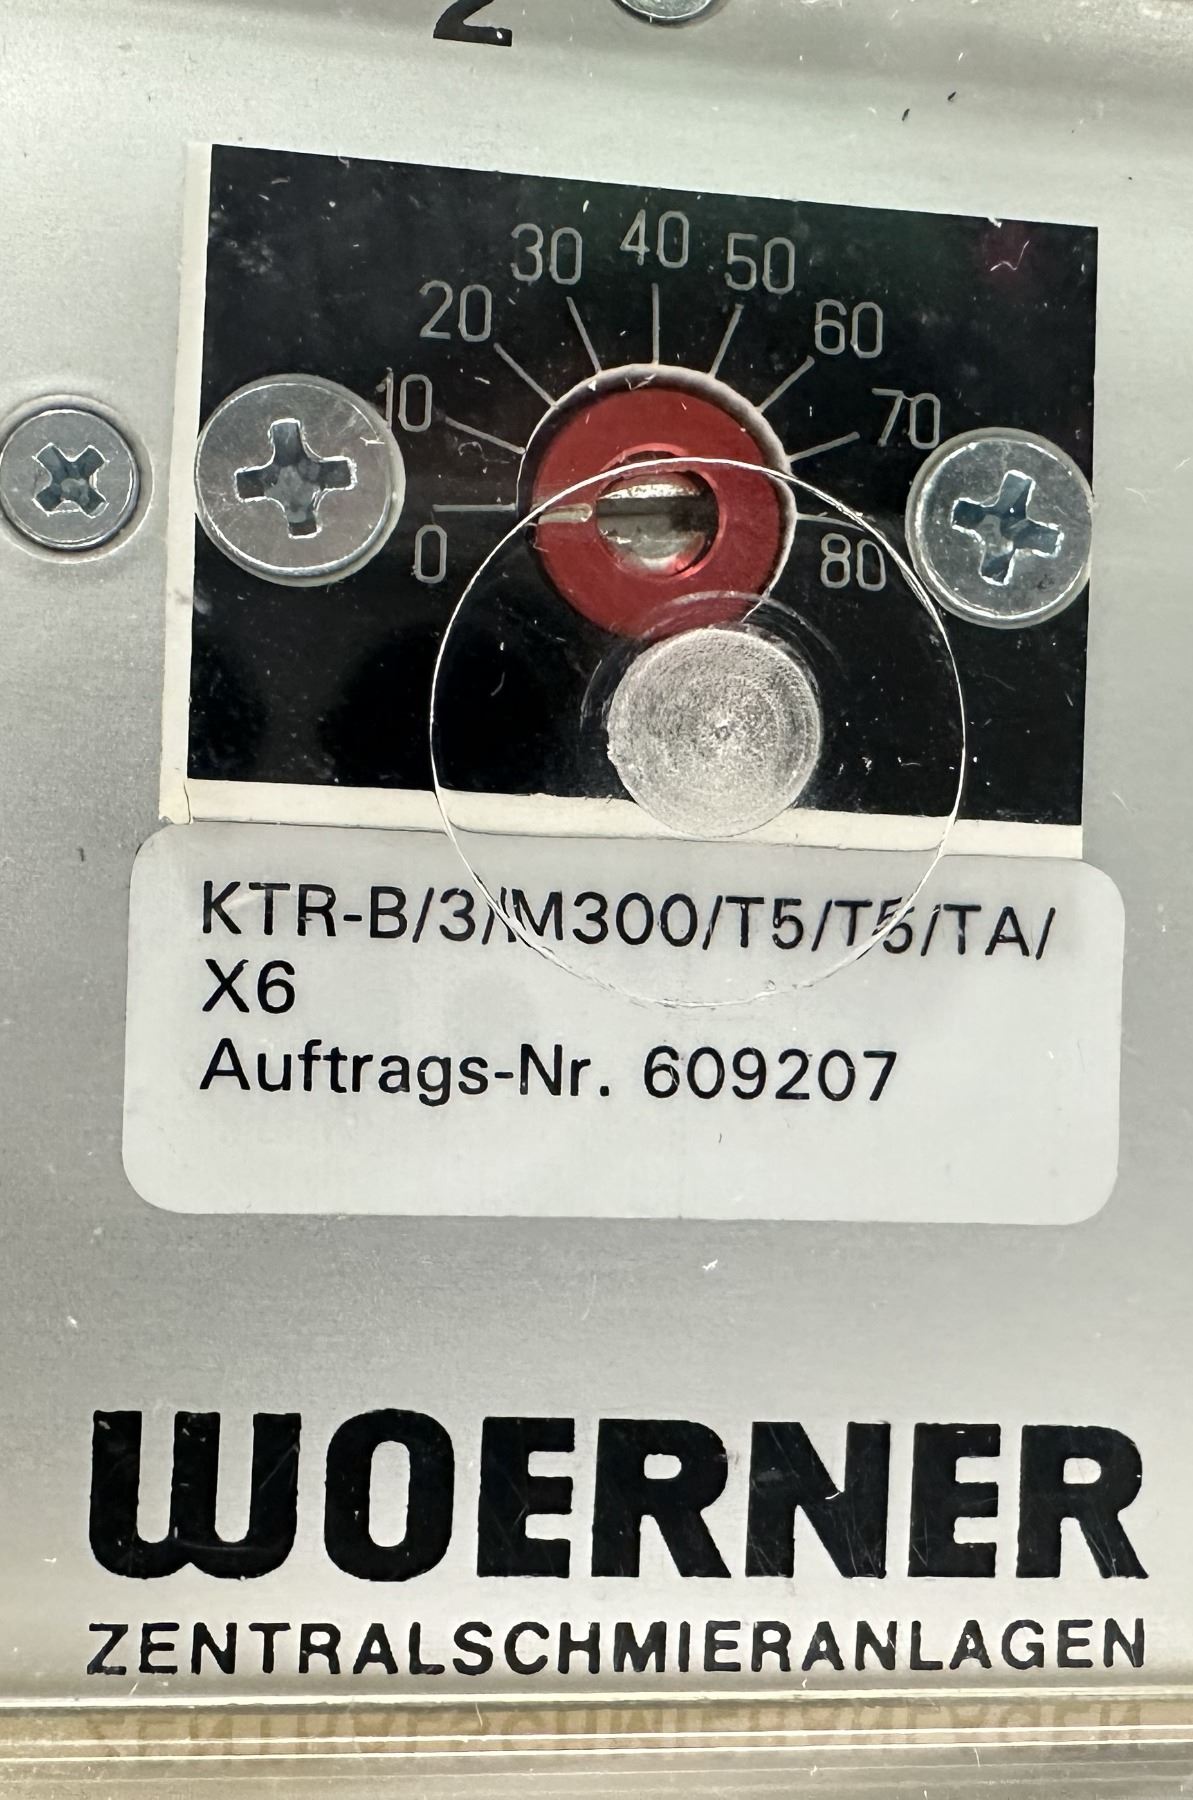 2
30 40 50
20 60
10 70
0 80
KTR-B/3/M300/T5/T5/TA/
X6
Auftrags-Nr. 609207
WOERNER
ZENTRALSCHMIERANLAGEN